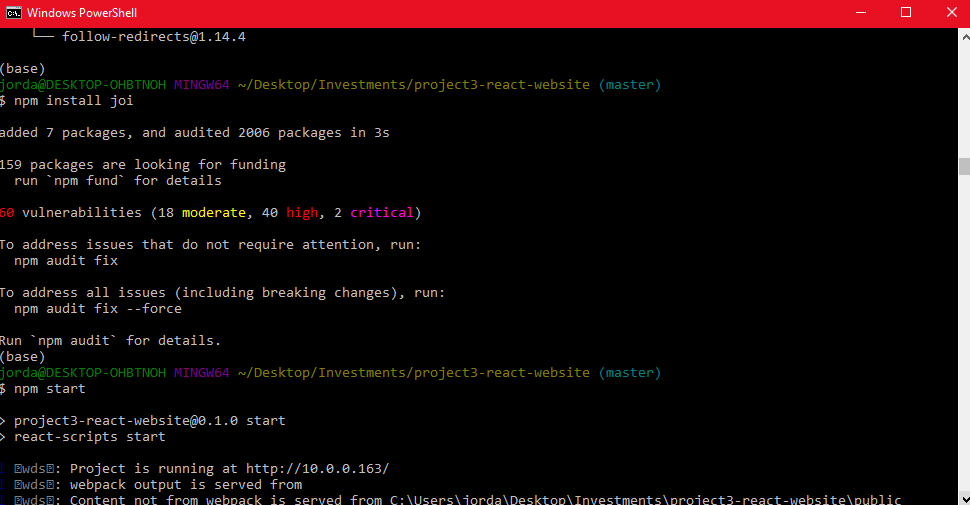 Windows PowerShell
└── follow-redirects@1.14.4
(base)
jorda@DESKTOP-OHBTNOH MINGW64 ~/Desktop/Investments/project3-react-website (master)
$ npm install joi
added 7 packages, and audited 2006 packages in 3s
159 packages are looking for funding
run `npm fund` for details
60 vulnerabilities (18 moderate, 40 high, 2 critical)
To address issues that do not require attention, run:
npm audit fix
To address all issues (including breaking changes), run:
npm audit fix --force
Run `npm audit` for details.
(base)
jorda@DESKTOP-OHBTNOH MINGW64 ~/Desktop/Investments/project3-react-website (master)
$ npm start
> project3-react-website@0.1.0 start
> react-scripts start
wds: Project is running at http://10.0.0.163/
wds: webpack output is served from
wds: Content not from webpack is served from C:\Users\jorda\Desktop\Investments\project3-react-website\public